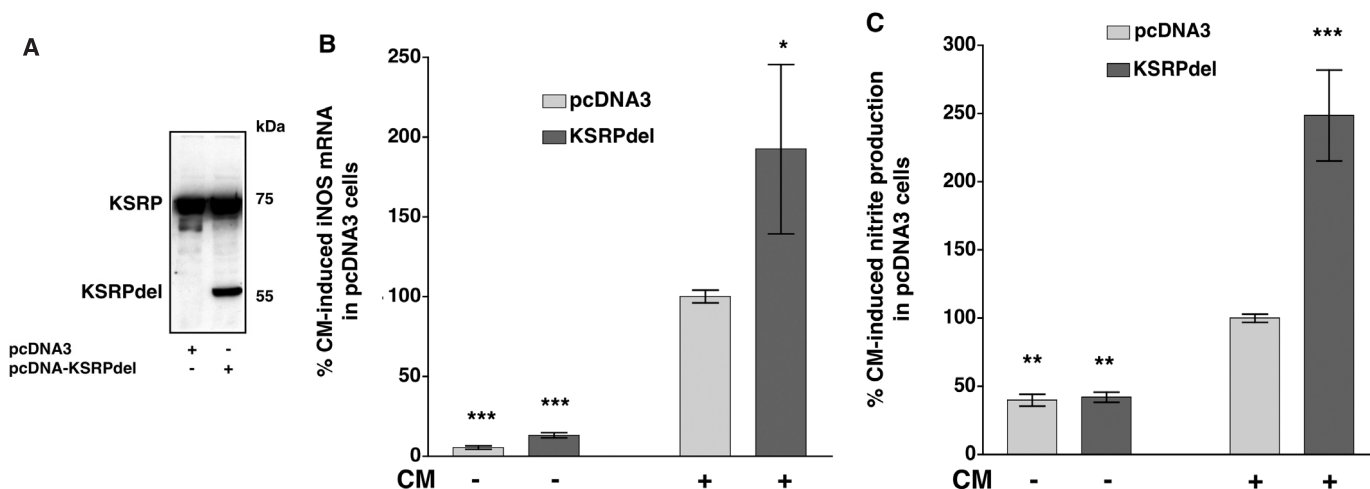 A
kDa
KSRP
75
KSRPdel
55
pcDNA3 + -
pcDNA-KSRPdel - +
B
% CM-induced iNOS mRNA
in pcDNA3 cells
250
200
150
100
50
0
pcDNA3
KSRPdel
***
***
*
CM - - + +
C
% CM-induced nitrite production
in pcDNA3 cells
300
250
200
150
100
50
0
pcDNA3
KSRPdel
**
**
***
CM - - + +